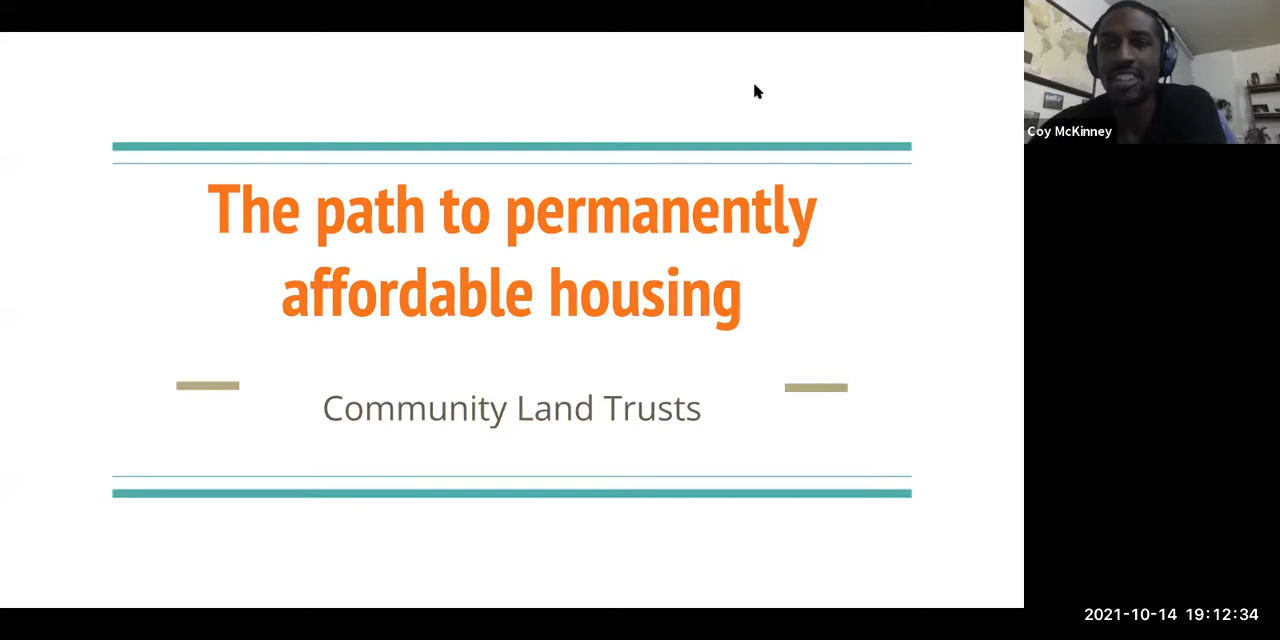 The path to permanently
affordable housing
Community Land Trusts
Coy McKinney
2021-10-14 19:12:34